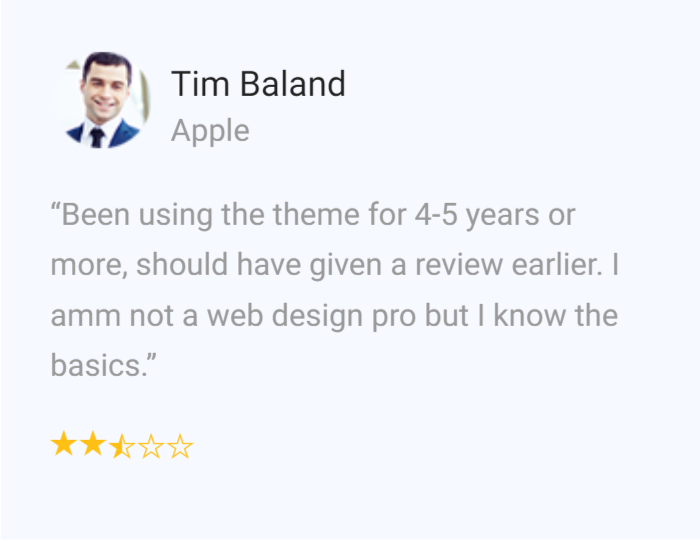 Tim Baland
Apple
“Been using the theme for 4-5 years or
more, should have given a review earlier. I
amm not a web design pro but I know the
basics.”